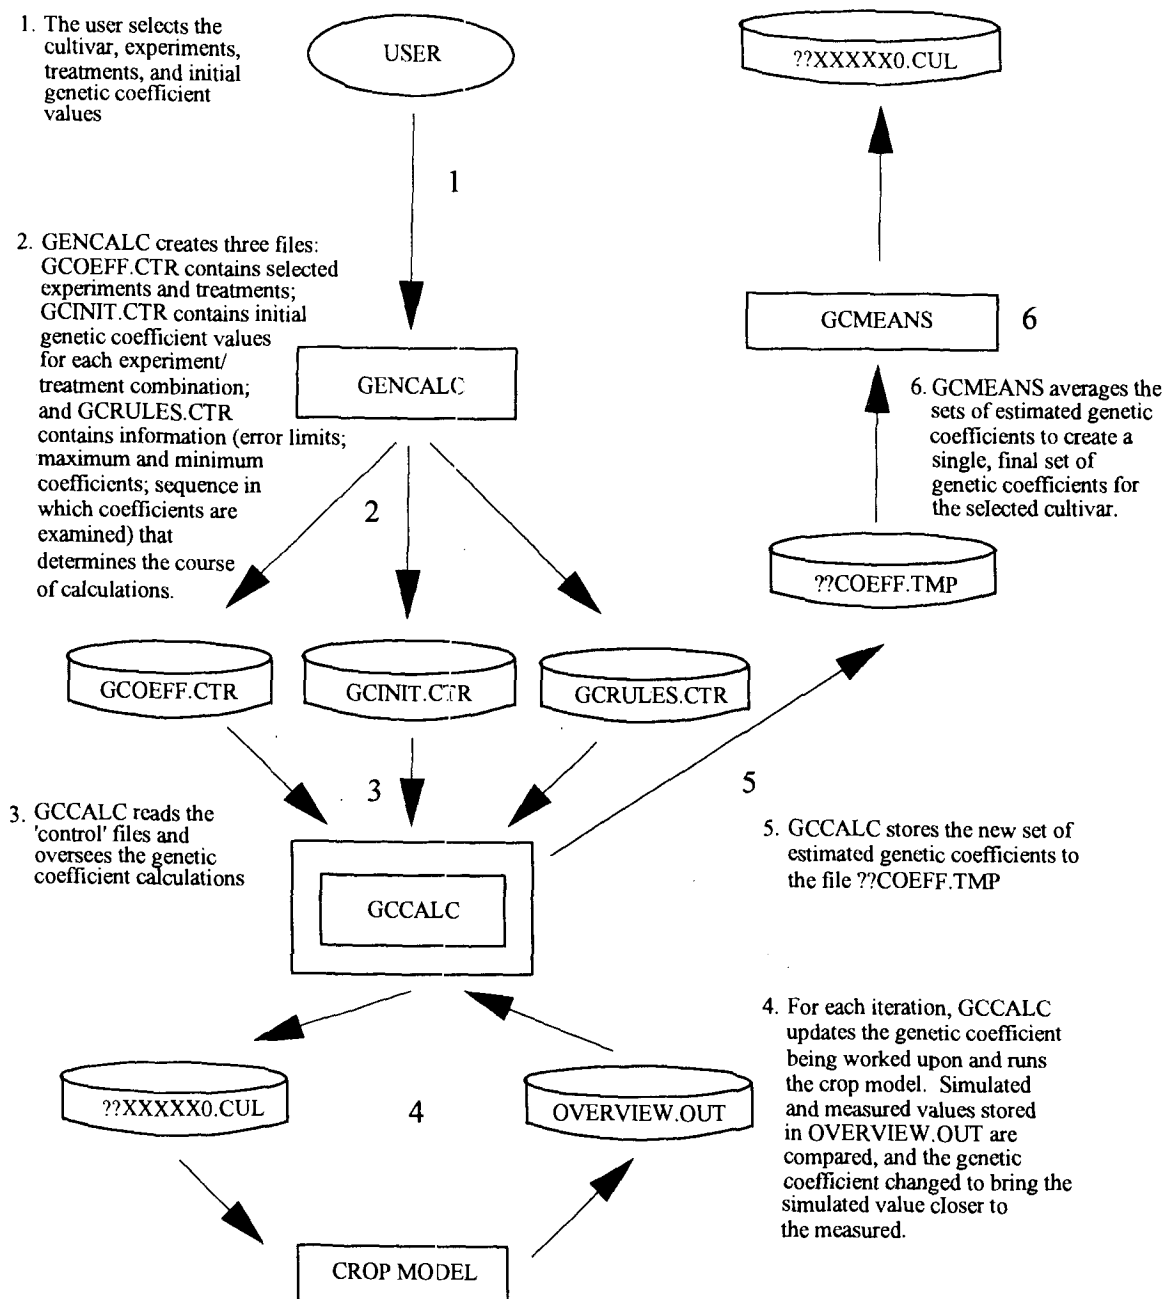 1. The user selects the
cultivar, experiments,
treatments, and initial
genetic coefficient
values
USER
1
2. GENCALC creates three files:
GCOEFF.CTR contains selected
experiments and treatments;
GCINIT.CTR contains initial
genetic coefficient values
for each experiment/
treatment combination;
and GCRULES.CTR
contains information (error limits;
maximum and minimum
coefficients; sequence in
which coefficients are
examined) that
determines the course
of calculations.
GENCALC
2
GCOEFF.CTR
GCINIT.CTR
GCRULES.CTR
3
3. GCCALC reads the
'control' files and
oversees the genetic
coefficient calculations
GCCALC
??XXXXX0.CUL
4
OVERVIEW.OUT
CROP MODEL
4. For each iteration, GCCALC
updates the genetic coefficient
being worked upon and runs
the crop model. Simulated
and measured values stored
in OVERVIEW.OUT are
compared, and the genetic
coefficient changed to bring the
simulated value closer to
the measured.
5
5. GCCALC stores the new set of
estimated genetic coefficients to
the file ??COEFF.TMP
??COEFF.TMP
6. GCMEANS averages the
sets of estimated genetic
coefficients to create a
single, final set of
genetic coefficients for
the selected cultivar.
GCMEANS
6
??XXXXX0.CUL